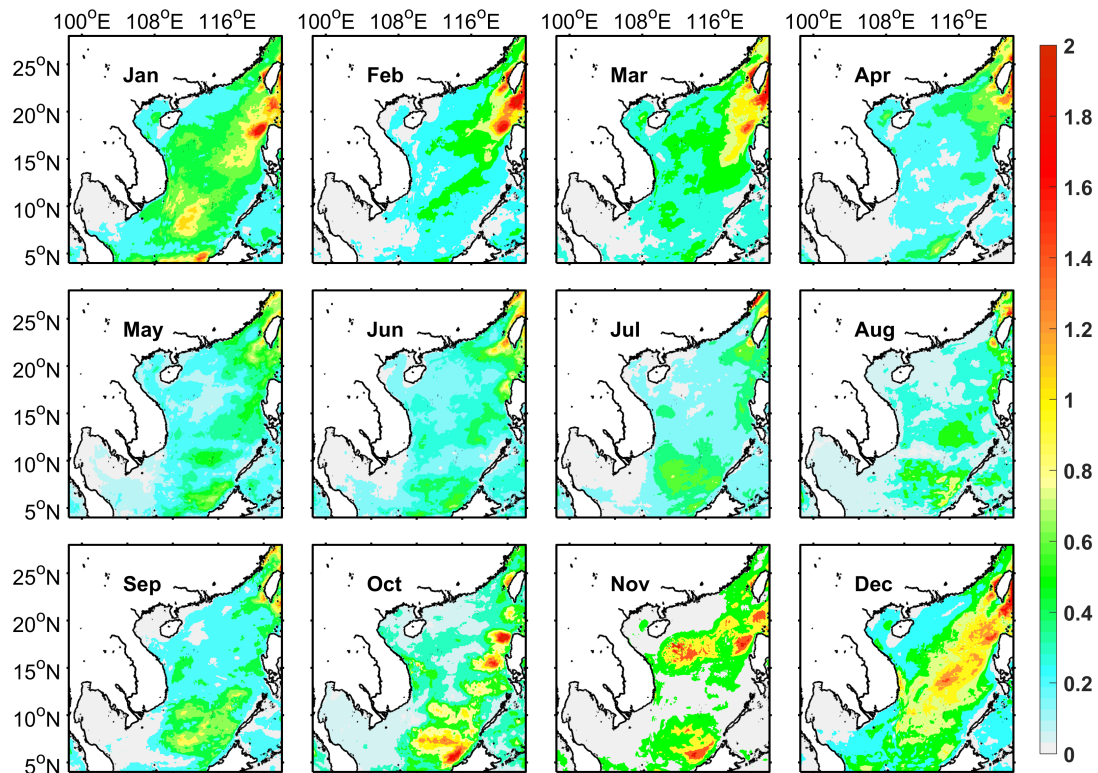 100°E 108°E 116°E 100°E 108°E 116°E 100°E 108°E 116°E 100°E 108°E 116°E
25°N
20°N
15°N
10°N
5°N
Jan Feb Mar Apr
25°N
20°N
15°N
10°N
5°N
May Jun Jul Aug
25°N
20°N
15°N
10°N
5°N
Sep Oct Nov Dec
2
1.8
1.6
1.4
1.2
1
0.8
0.6
0.4
0.2
0